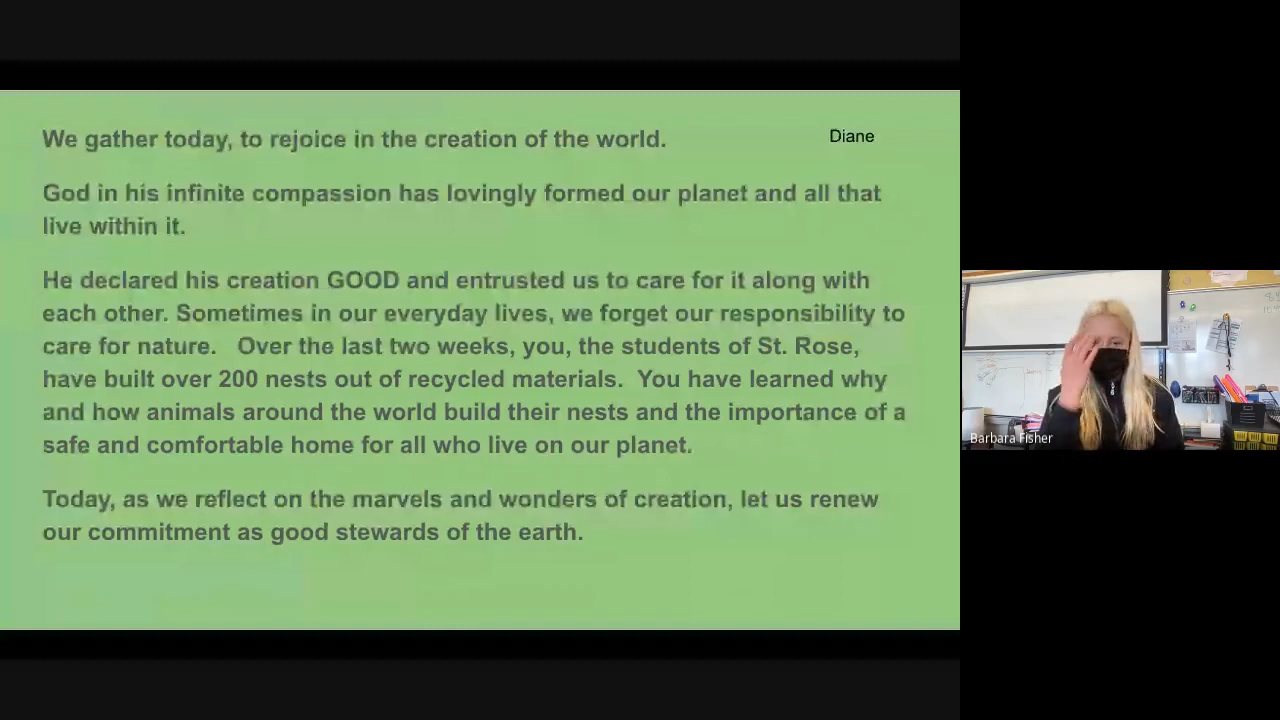 We gather today, to rejoice in the creation of the world.
Diane
God in his infinite compassion has lovingly formed our planet and all that
live within it.
He declared his creation GOOD and entrusted us to care for it along with
each other. Sometimes in our everyday lives, we forget our responsibility to
care for nature.   Over the last two weeks, you, the students of St. Rose,
have built over 200 nests out of recycled materials.  You have learned why
and how animals around the world build their nests and the importance of a
safe and comfortable home for all who live on our planet.
Today, as we reflect on the marvels and wonders of creation, let us renew
our commitment as good stewards of the earth.
Barbara Fisher